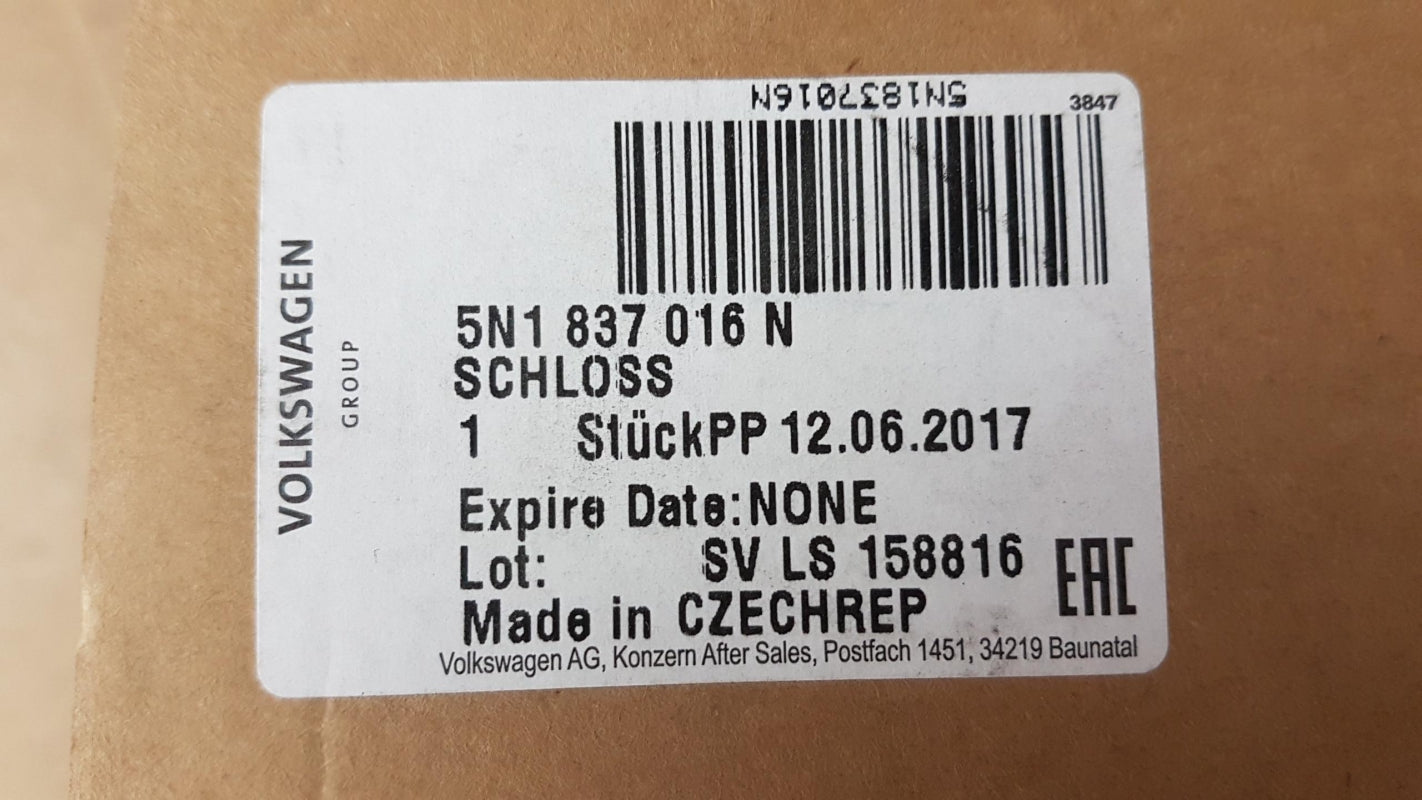 5N1837016N
3847
VOLKSWAGEN
GROUP
5N1 837 016 N
SCHLOSS
1 StückPP 12.06.2017
Expire Date:NONE
Lot: SV LS 158816
EAC
Made in CZECHREP
Volkswagen AG, Konzern After Sales, Postfach 1451, 34219 Baunatal